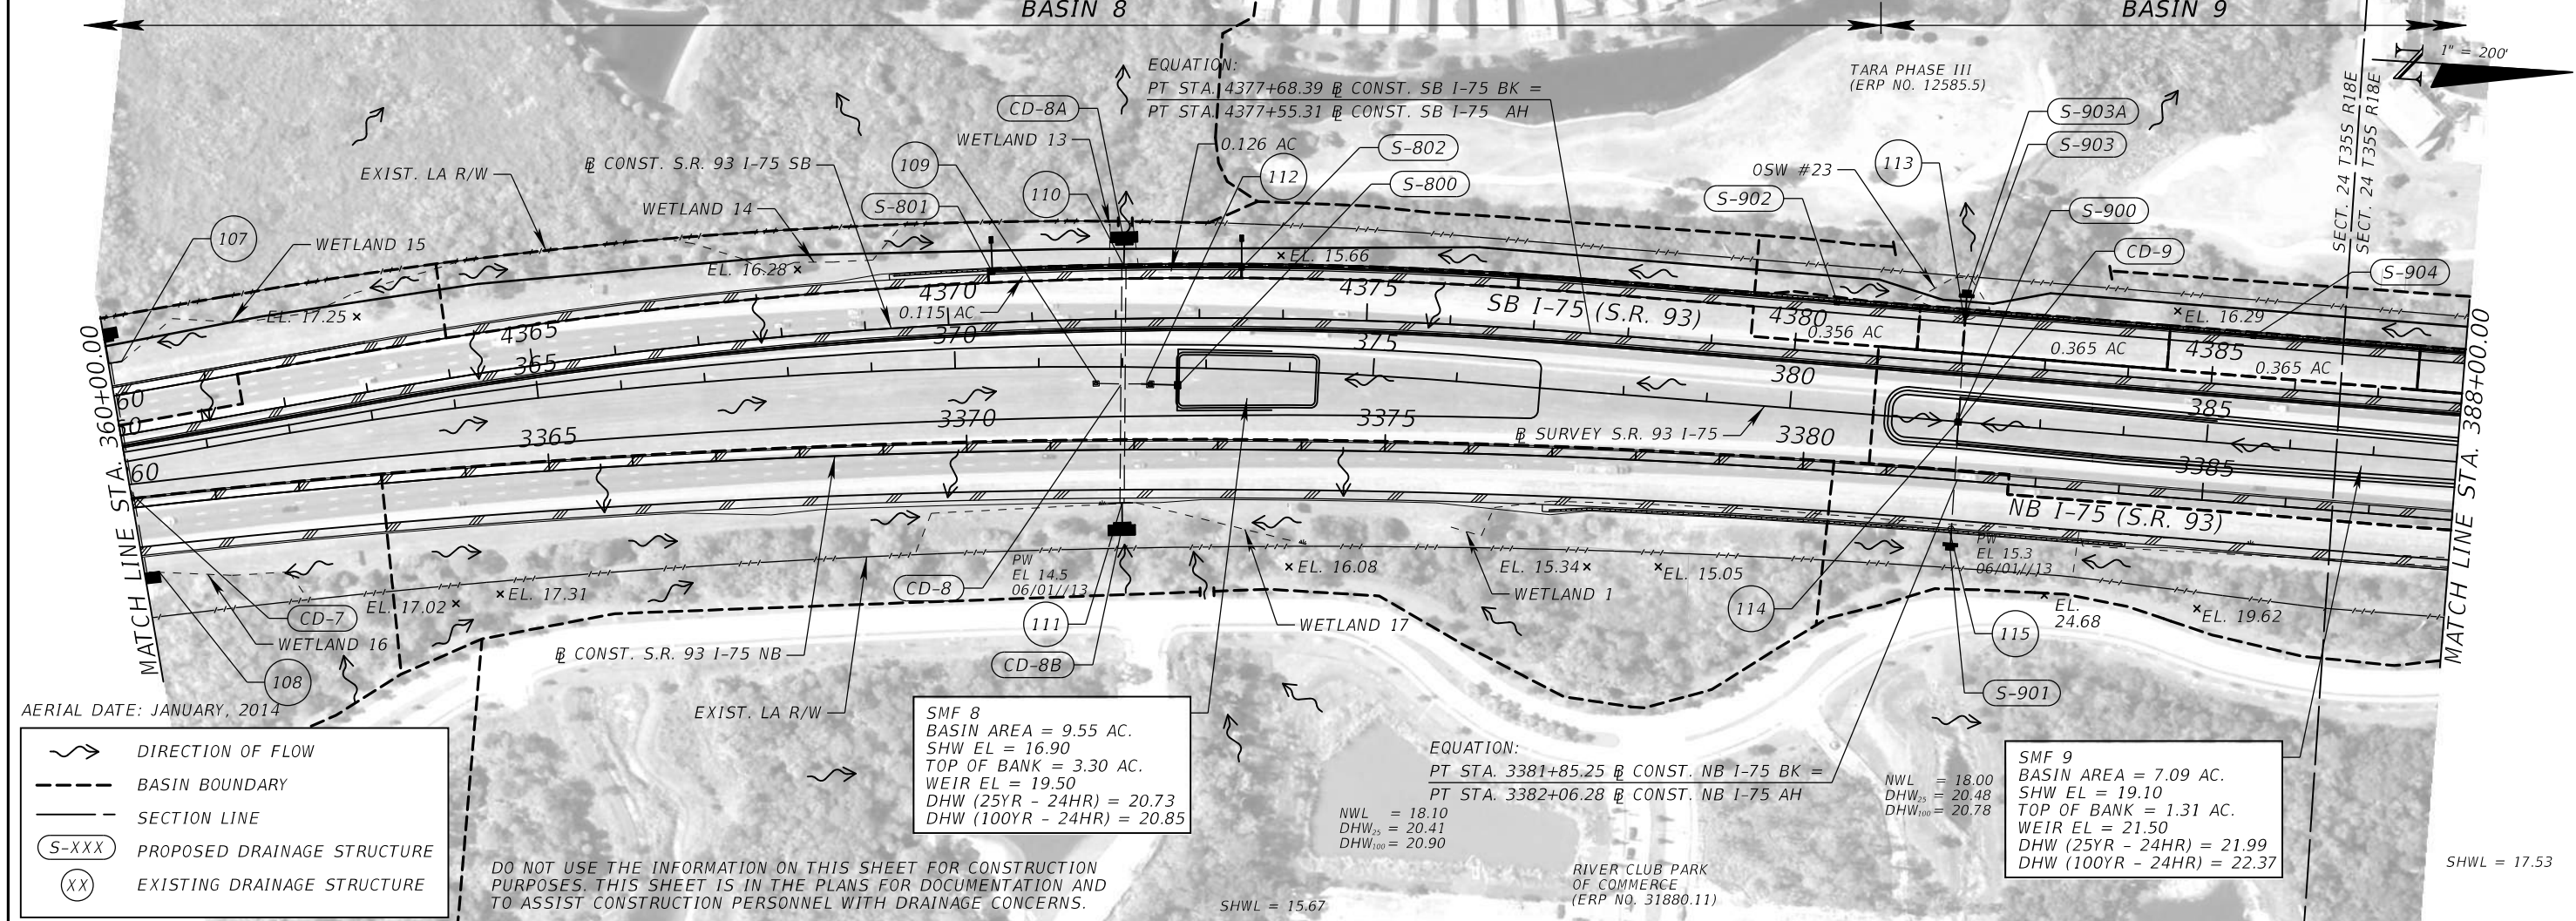 BASIN 8
BASIN 9
N
1" = 200'
EQUATION:
PT STA. 4377+68.39 ℄ CONST. SB I-75 BK =
PT STA. 4377+55.31 ℄ CONST. SB I-75 AH
TARA PHASE III
(ERP NO. 12585.5)
SECT. 24 T35S R18E
SECT. 24 T35S R18E
CD-8A
WETLAND 13
0.126 AC
S-802
S-800
112
109
110
S-801
℄ CONST. S.R. 93 I-75 SB
EXIST. LA R/W
WETLAND 14
107
WETLAND 15
OSW #23
113
S-903A
S-903
S-902
S-900
CD-9
S-904
EL. 16.28
EL. 15.66
EL. 17.25
EL. 16.29
4365
4370
4375
4380
4385
0.115 AC
SB I-75 (S.R. 93)
0.356 AC
0.365 AC
0.365 AC
365
370
375
380
385
60
60
60
3365
3370
3375
3380
3385
℄ SURVEY S.R. 93 I-75
NB I-75 (S.R. 93)
MATCH LINE STA. 360+00.00
MATCH LINE STA. 388+00.00
PW
EL 14.5
06/01//13
PW
EL 15.3
06/01//13
EL. 17.02
EL. 17.31
EL. 16.08
EL. 15.34
EL. 15.05
EL.
24.68
EL. 19.62
CD-7
WETLAND 16
108
CD-8
111
CD-8B
WETLAND 17
WETLAND 1
114
115
S-901
℄ CONST. S.R. 93 I-75 NB
EXIST. LA R/W
AERIAL DATE: JANUARY, 2014
DIRECTION OF FLOW
BASIN BOUNDARY
SECTION LINE
S-XXX PROPOSED DRAINAGE STRUCTURE
XX EXISTING DRAINAGE STRUCTURE
SMF 8
BASIN AREA = 9.55 AC.
SHW EL = 16.90
TOP OF BANK = 3.30 AC.
WEIR EL = 19.50
DHW (25YR - 24HR) = 20.73
DHW (100YR - 24HR) = 20.85
DO NOT USE THE INFORMATION ON THIS SHEET FOR CONSTRUCTION
PURPOSES. THIS SHEET IS IN THE PLANS FOR DOCUMENTATION AND
TO ASSIST CONSTRUCTION PERSONNEL WITH DRAINAGE CONCERNS.
SHWL = 15.67
EQUATION:
PT STA. 3381+85.25 ℄ CONST. NB I-75 BK =
PT STA. 3382+06.28 ℄ CONST. NB I-75 AH
NWL = 18.10
DHW25 = 20.41
DHW100 = 20.90
RIVER CLUB PARK
OF COMMERCE
(ERP NO. 31880.11)
NWL = 18.00
DHW25 = 20.48
DHW100 = 20.78
SMF 9
BASIN AREA = 7.09 AC.
SHW EL = 19.10
TOP OF BANK = 1.31 AC.
WEIR EL = 21.50
DHW (25YR - 24HR) = 21.99
DHW (100YR - 24HR) = 22.37
SHWL = 17.53